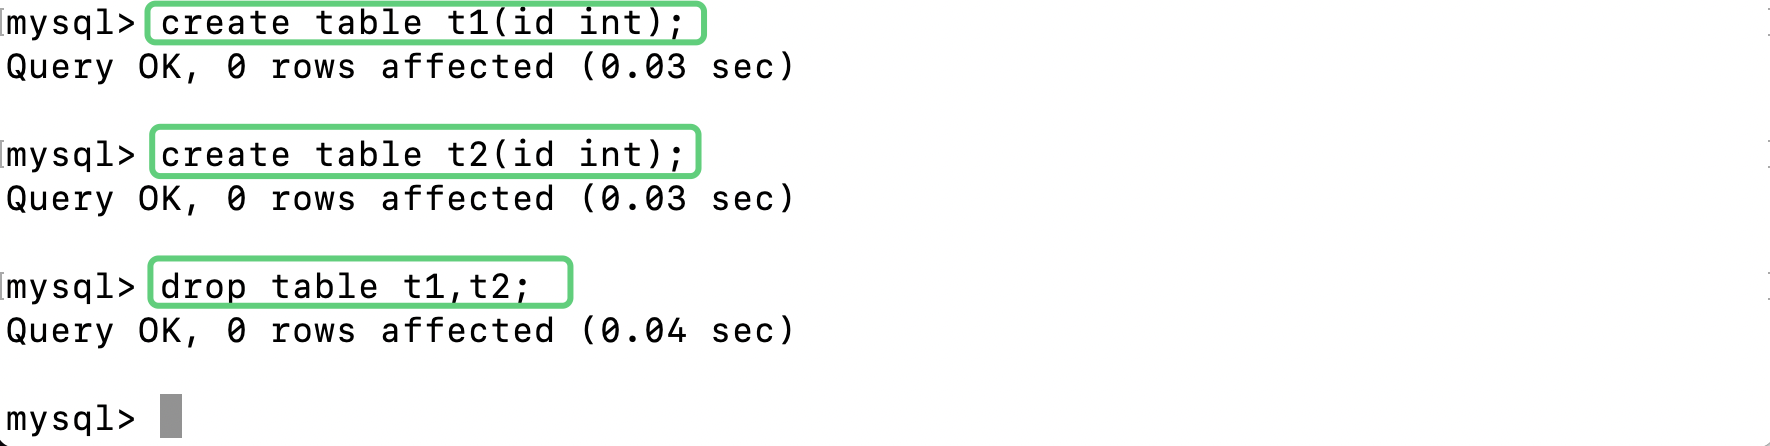 mysql> create table t1(id int);
Query OK, 0 rows affected (0.03 sec)
mysql> create table t2(id int);
Query OK, 0 rows affected (0.03 sec)
mysql> drop table t1,t2;
Query OK, 0 rows affected (0.04 sec)
mysql>